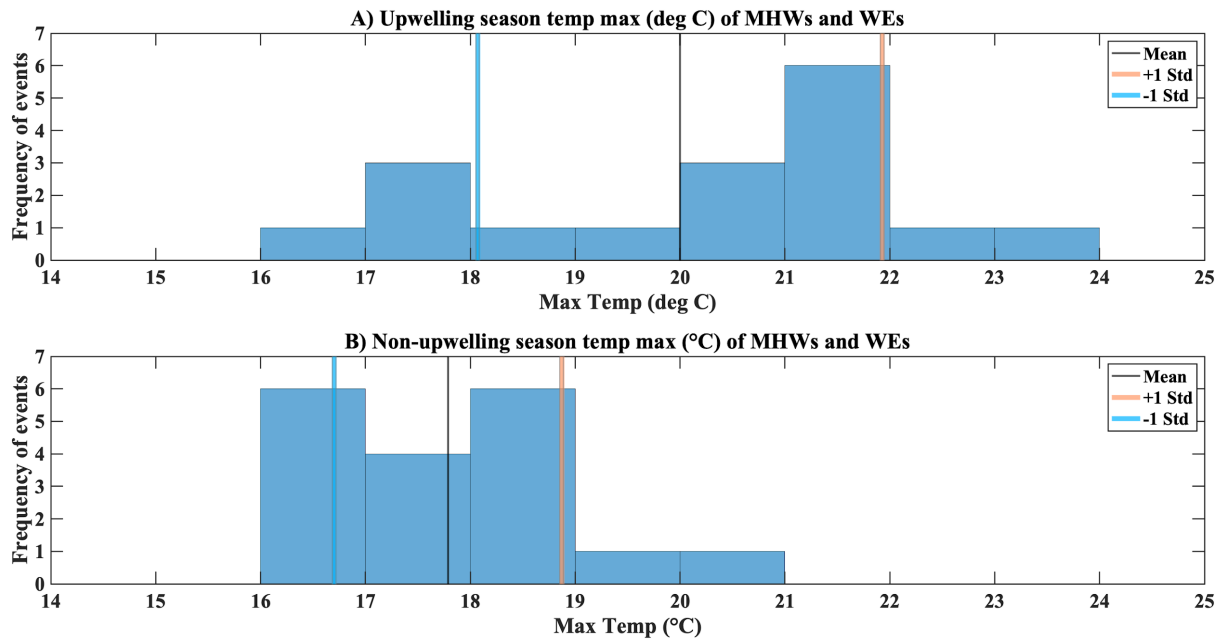 A) Upwelling season temp max (deg C) of MHWs and WEs
7
6
5
4
3
2
1
0
Frequency of events
Mean
+1 Std
-1 Std
14 15 16 17 18 19 20 21 22 23 24 25
Max Temp (deg C)
B) Non-upwelling season temp max (°C) of MHWs and WEs
7
6
5
4
3
2
1
0
Frequency of events
Mean
+1 Std
-1 Std
14 15 16 17 18 19 20 21 22 23 24 25
Max Temp (°C)